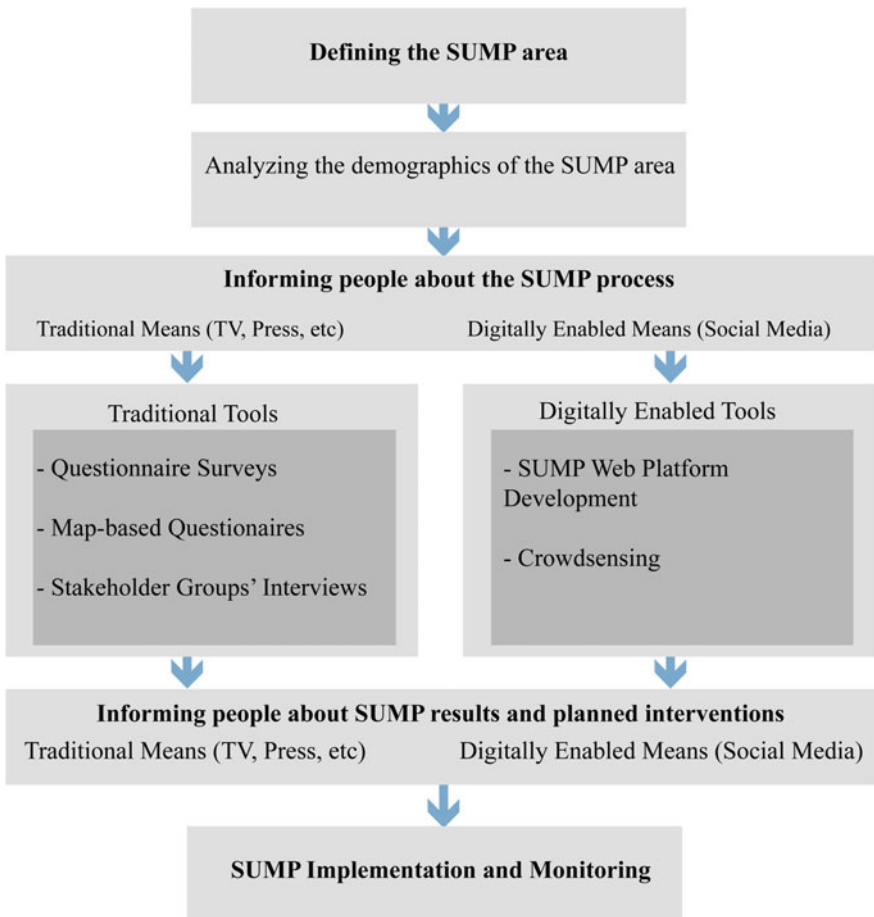 Defining the SUMP area
Analyzing the demographics of the SUMP area
Informing people about the SUMP process
Traditional Means (TV, Press, etc)
Digitally Enabled Means (Social Media)
Traditional Tools
- Questionnaire Surveys
- Map-based Questionaires
- Stakeholder Groups’ Interviews
Digitally Enabled Tools
- SUMP Web Platform
Development
- Crowdsensing
Informing people about SUMP results and planned interventions
Traditional Means (TV, Press, etc)
Digitally Enabled Means (Social Media)
SUMP Implementation and Monitoring